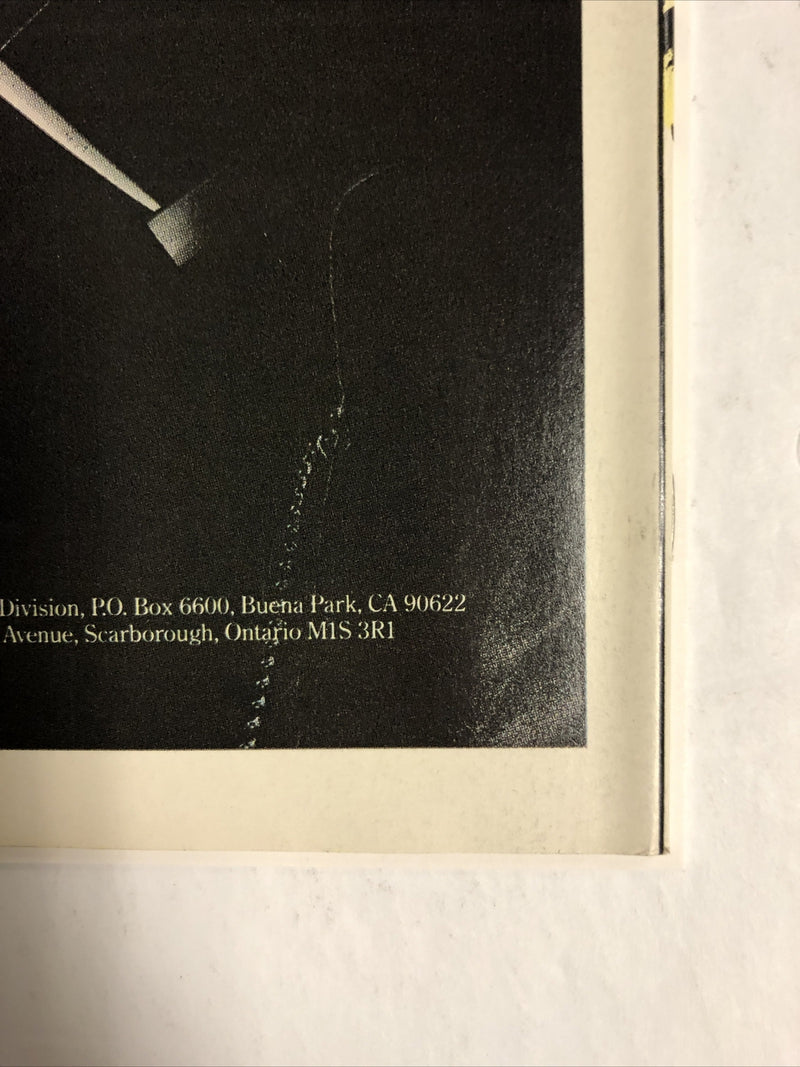 Division, P.O. Box 6600, Buena Park, CA 90622
Avenue, Scarborough, Ontario M1S 3R1